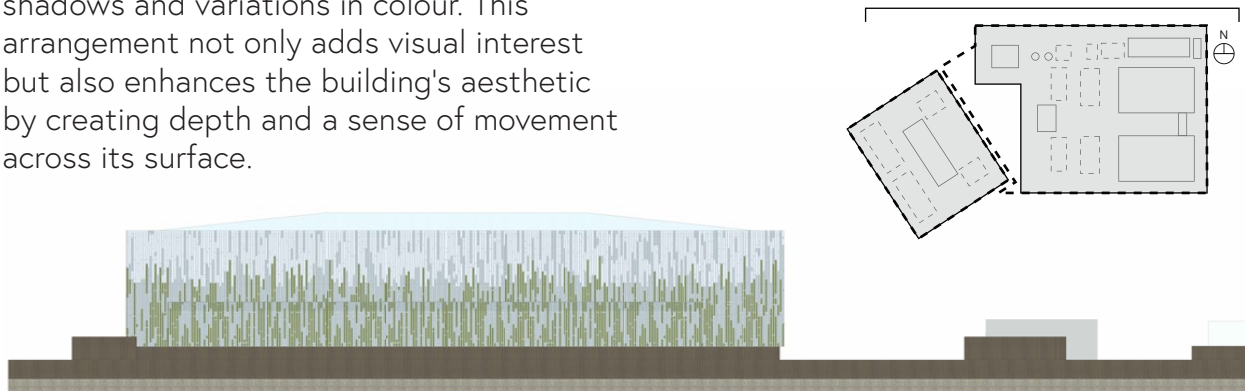 shadows and variations in colour. This
arrangement not only adds visual interest
but also enhances the building's aesthetic
by creating depth and a sense of movement
across its surface.
N